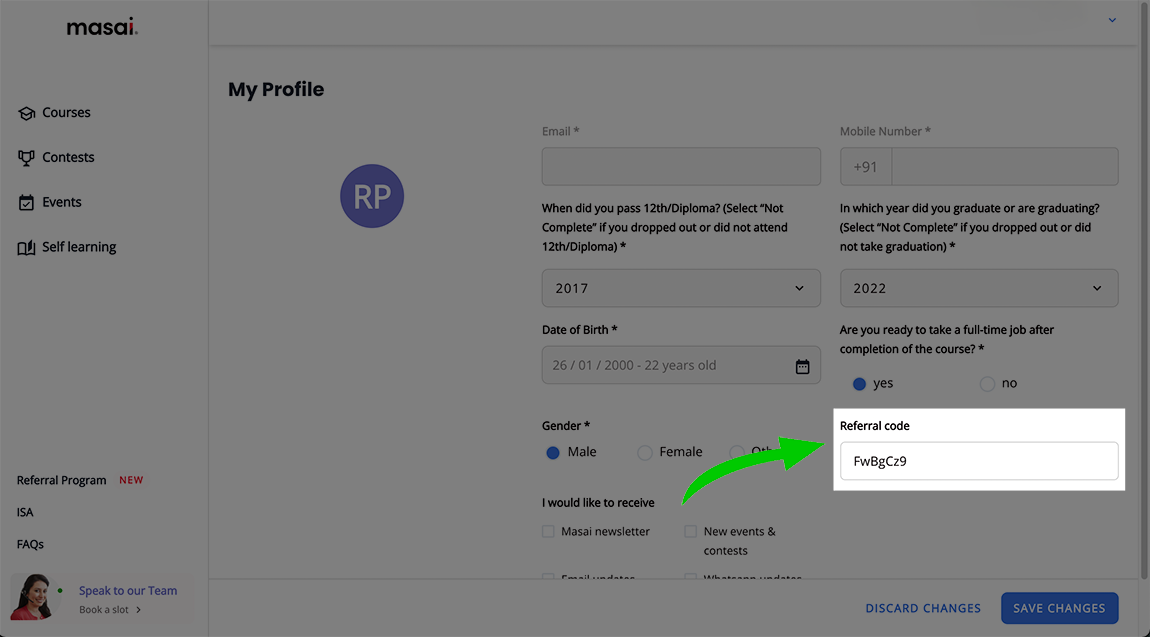 masai.
Courses
Contests
Events
Self learning
Referral Program NEW
ISA
FAQs
Speak to our Team
Book a slot >
My Profile
RP
Email *
Mobile Number *
+91
When did you pass 12th/Diploma? (Select “Not
Complete” if you dropped out or did not attend
12th/Diploma) *
In which year did you graduate or are graduating?
(Select “Not Complete” if you dropped out or did
not take graduation) *
2017
2022
Date of Birth *
26 / 01 / 2000 - 22 years old
Are you ready to take a full-time job after
completion of the course? *
yes
no
Gender *
Male
Female
Referral code
FwBgCz9
I would like to receive
Masai newsletter
New events &
contests
Email updates
Whatsapp updates
DISCARD CHANGES
SAVE CHANGES